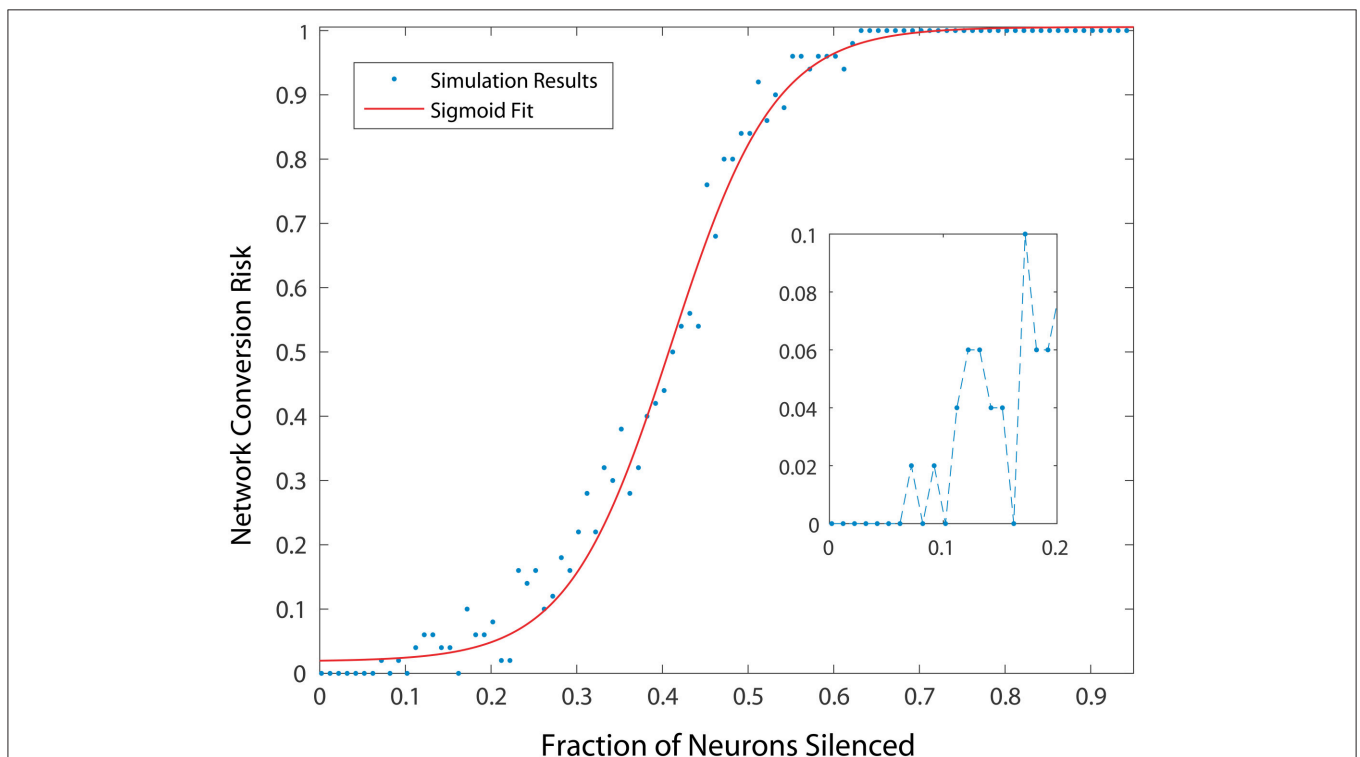 1
0.9
0.8
0.7
0.6
0.5
0.4
0.3
0.2
0.1
0
Network Conversion Risk
Simulation Results
Sigmoid Fit
0.1
0.08
0.06
0.04
0.02
0
0 0.1 0.2
0 0.1 0.2 0.3 0.4 0.5 0.6 0.7 0.8 0.9
Fraction of Neurons Silenced